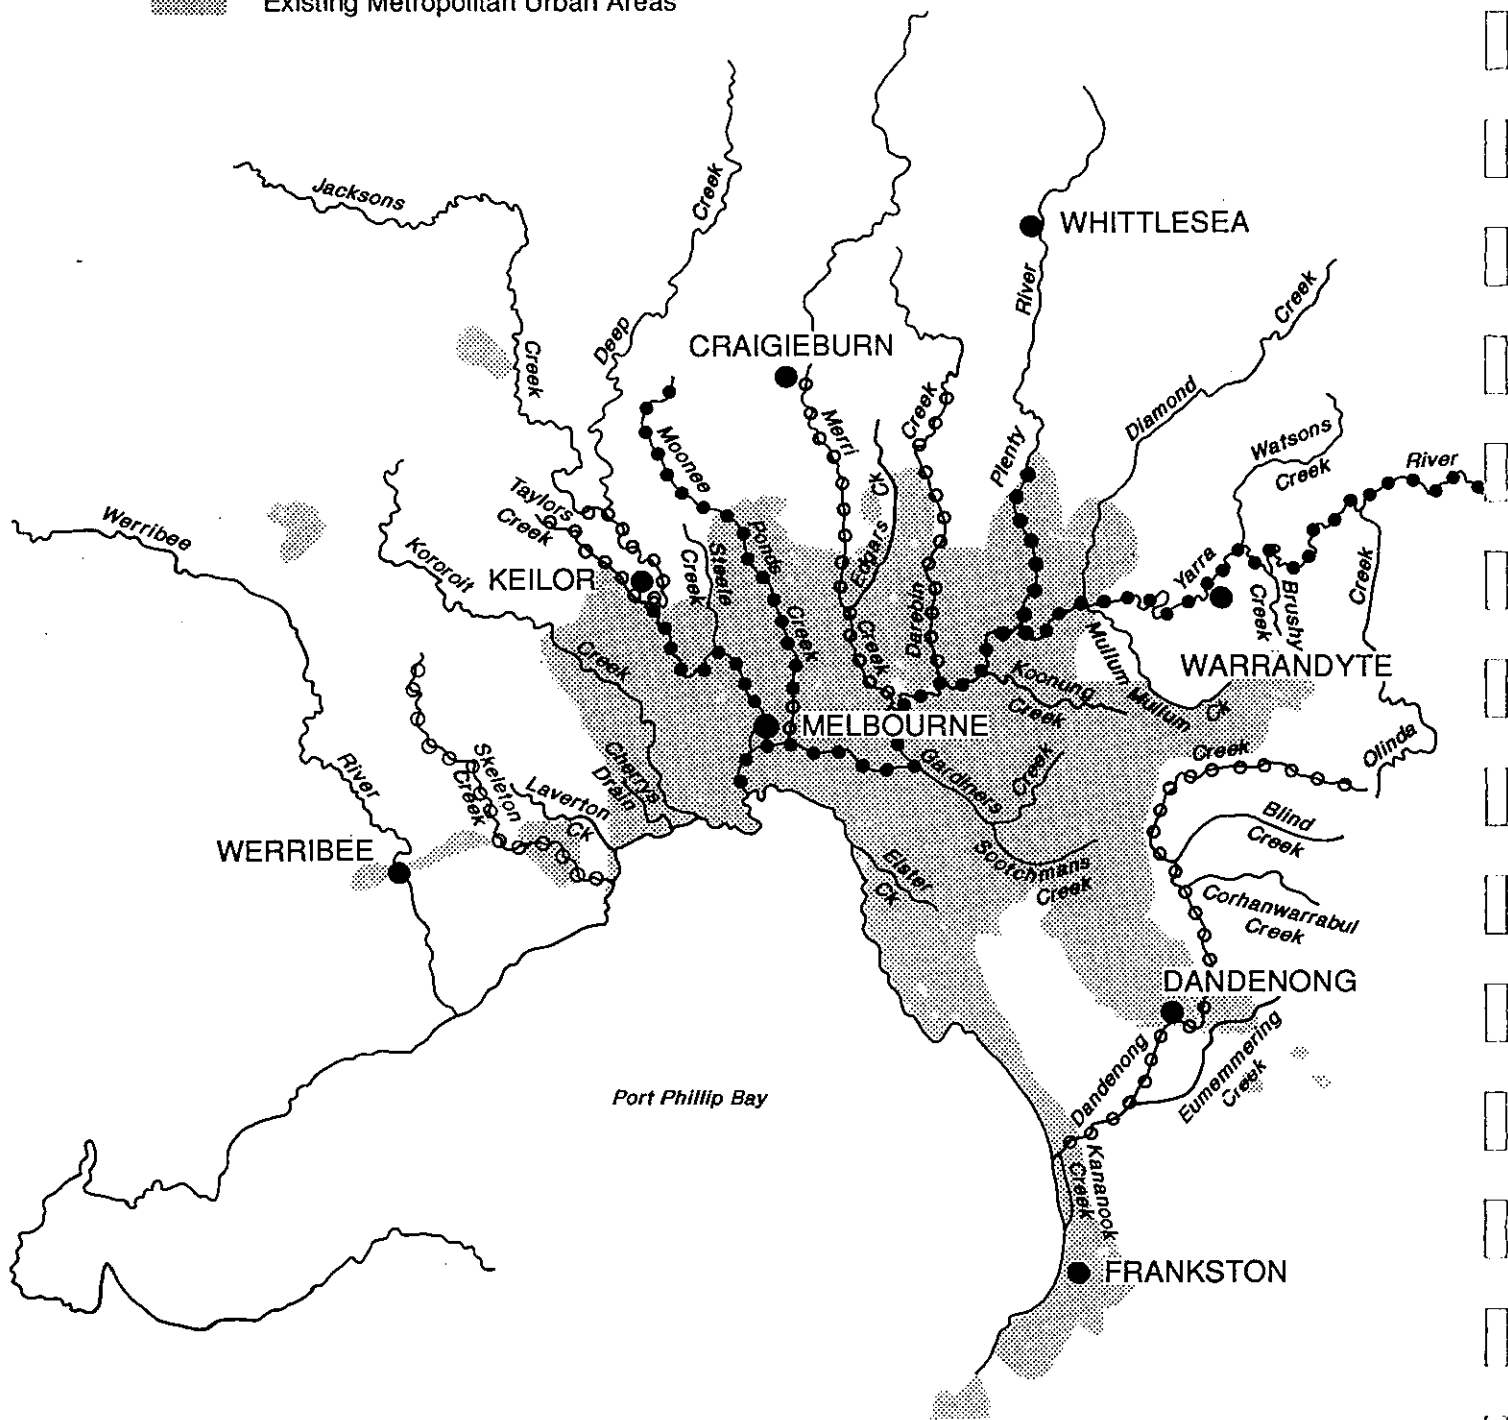 Existing Metropolitan Urban Areas
Jacksons
Creek
Deep
Creek
WHITTLESEA
River
Plenty
CRAIGIEBURN
Merri
Creek
Edgars
Ck
Darebin
Creek
Diamond
Creek
Watsons
Creek
River
Yarra
Moonee
Ponds
Creek
Taylors
Creek
Steele
Creek
KEILOR
Werribee
River
Kororoit
Creek
Brushy
Creek
Creek
Olinda
WARRANDYTE
Mullum
Mullum
Ck
Koonung
Creek
MELBOURNE
Gardiners
Creek
Skeleton
Creek
Laverton
Ck
Cherrys
Drain
WERRIBEE
Creek
Blind
Creek
Scotchmans
Creek
Elster
Ck
Corhanwarrabul
Creek
DANDENONG
Dandenong
Eumemmering
Creek
Port Phillip Bay
Kananook
Creek
FRANKSTON